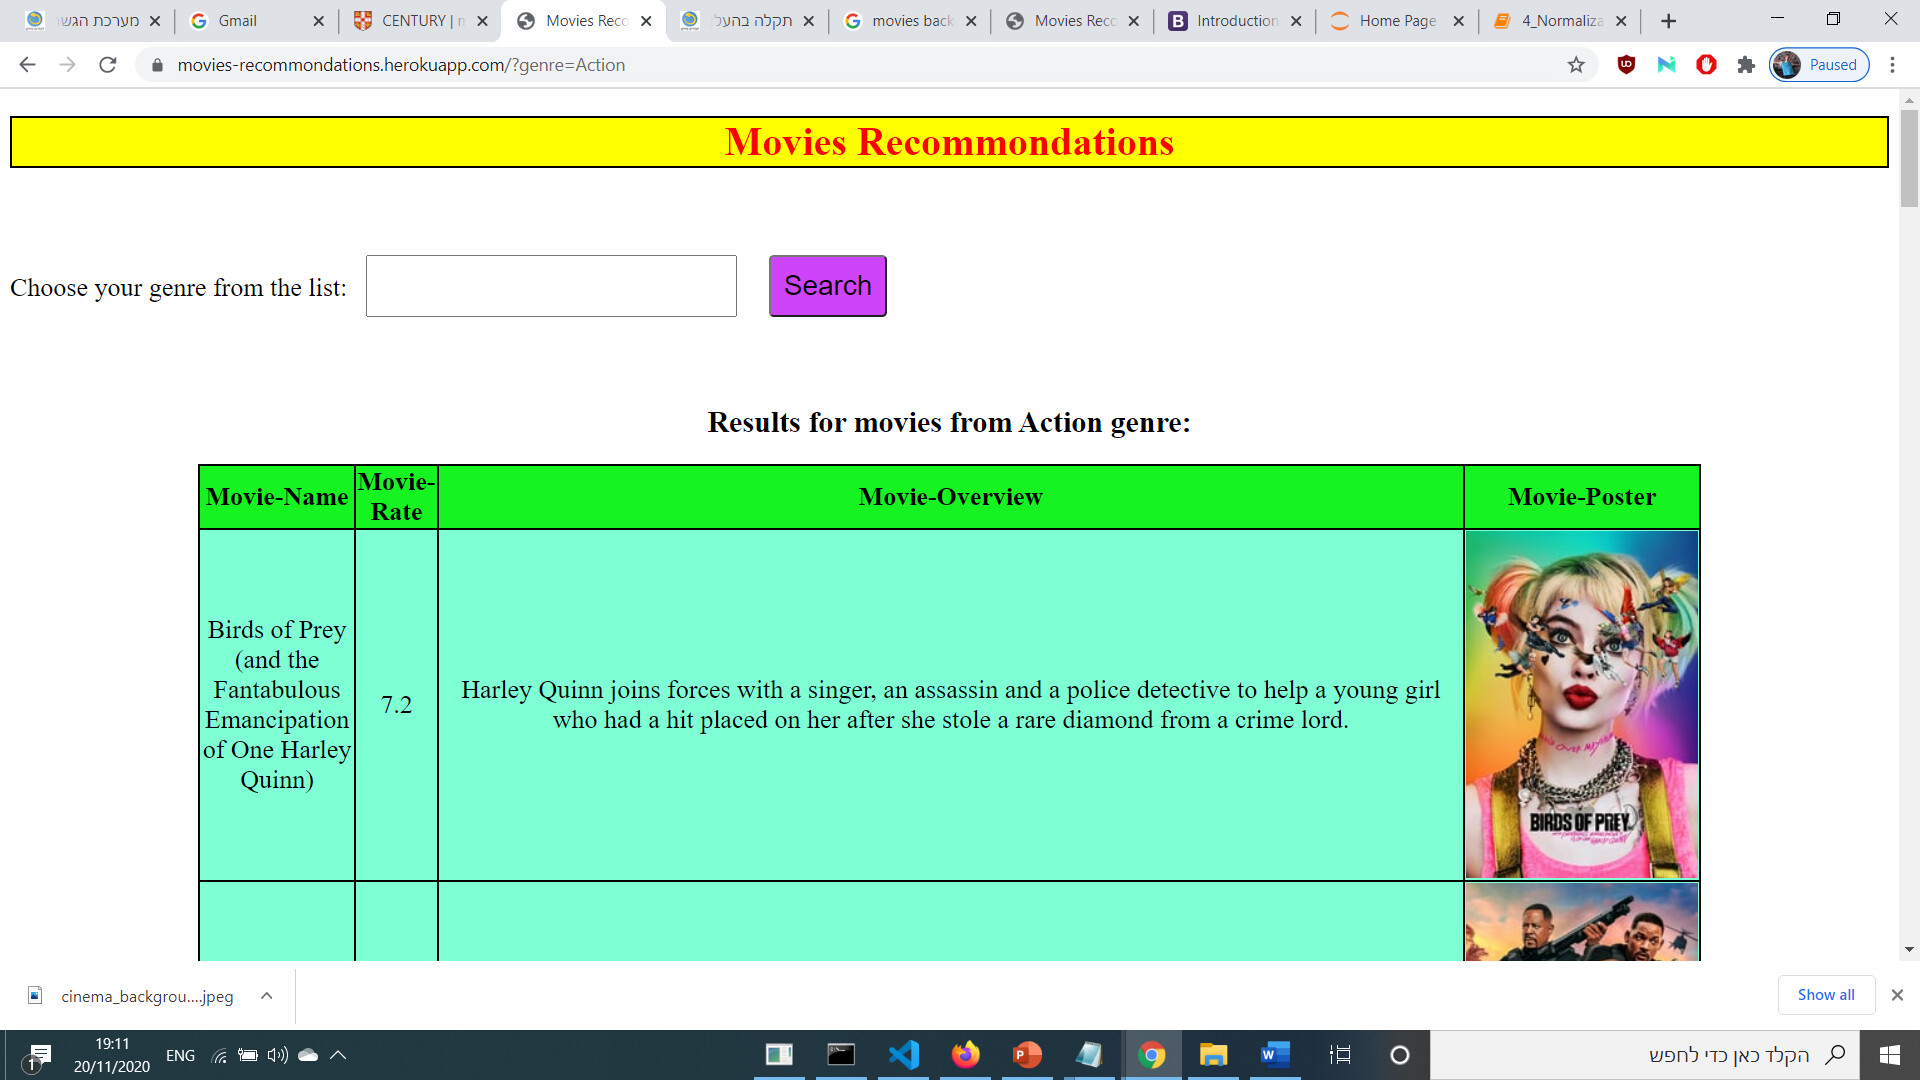 מערכת הגש
Gmail
CENTURY | m
Movies Reco
תקלה בהעל
movies back
Movies Reco
Introduction
Home Page
4_Normaliza
movies-recommondations.herokuapp.com/?genre=Action
Paused
Movies Recommondations
Choose your genre from the list:
Search
Results for movies from Action genre:
Movie-Name
Movie-
Rate
Movie-Overview
Movie-Poster
Birds of Prey
(and the
Fantabulous
Emancipation
of One Harley
Quinn)
7.2
Harley Quinn joins forces with a singer, an assassin and a police detective to help a young girl
who had a hit placed on her after she stole a rare diamond from a crime lord.
BIRDS OF PREY
cinema_backgrou....jpeg
Show all
1
19:11
20/11/2020
ENG
הקלד כאן כדי לחפש